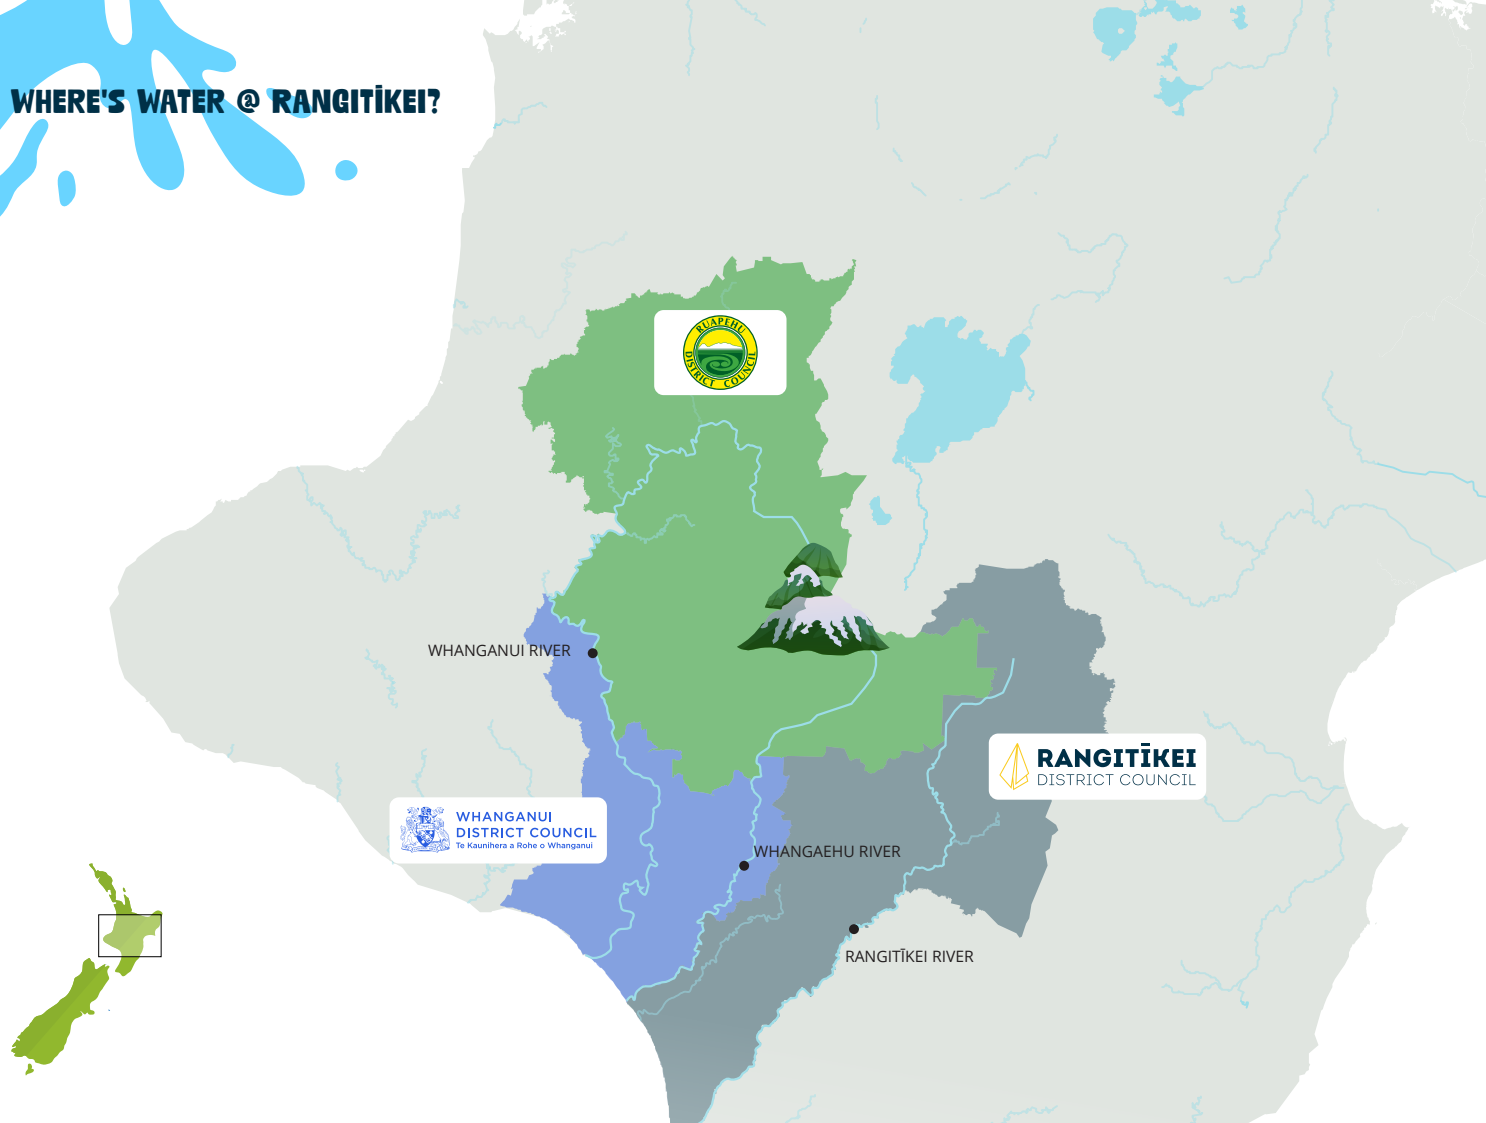 WHERE'S WATER @ RANGITĪKEI?
RUAPEHU
DISTRICT COUNCIL
WHANGANUI RIVER
RANGITĪKEI
DISTRICT COUNCIL
WHANGANUI
DISTRICT COUNCIL
Te Kaunihera a Rohe o Whanganui
WHANGAEHU RIVER
RANGITĪKEI RIVER